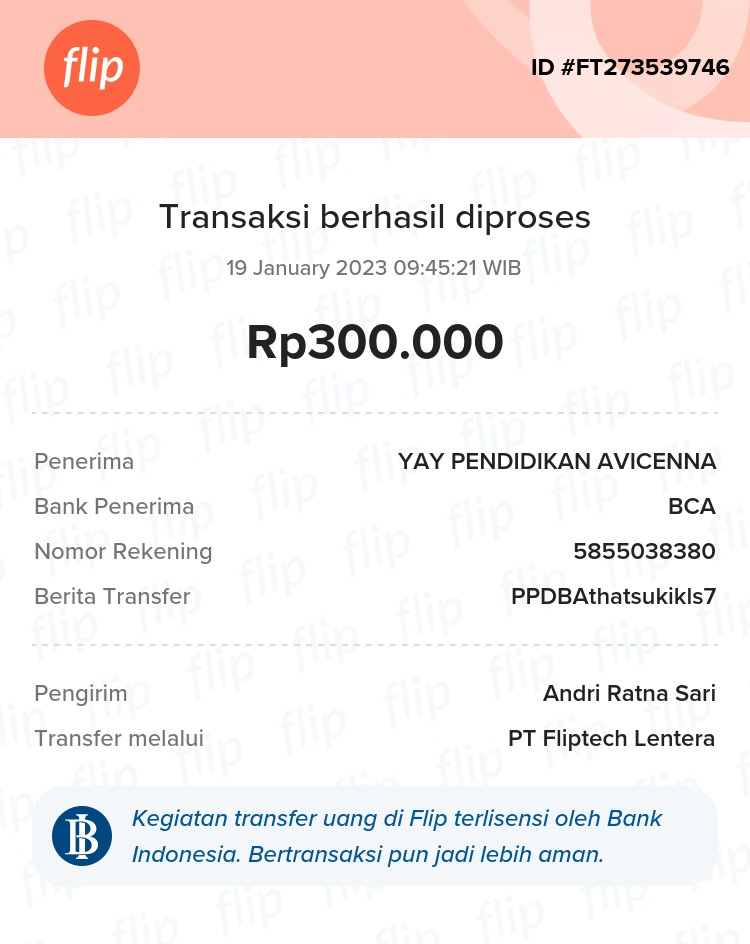 flip
ID #FT273539746
Transaksi berhasil diproses
19 January 2023 09:45:21 WIB
Rp300.000
Penerima YAY PENDIDIKAN AVICENNA
Bank Penerima BCA
Nomor Rekening 5855038380
Berita Transfer PPDBAthatsukikls7
Pengirim Andri Ratna Sari
Transfer melalui PT Fliptech Lentera
Kegiatan transfer uang di Flip terlisensi oleh Bank
Indonesia. Bertransaksi pun jadi lebih aman.